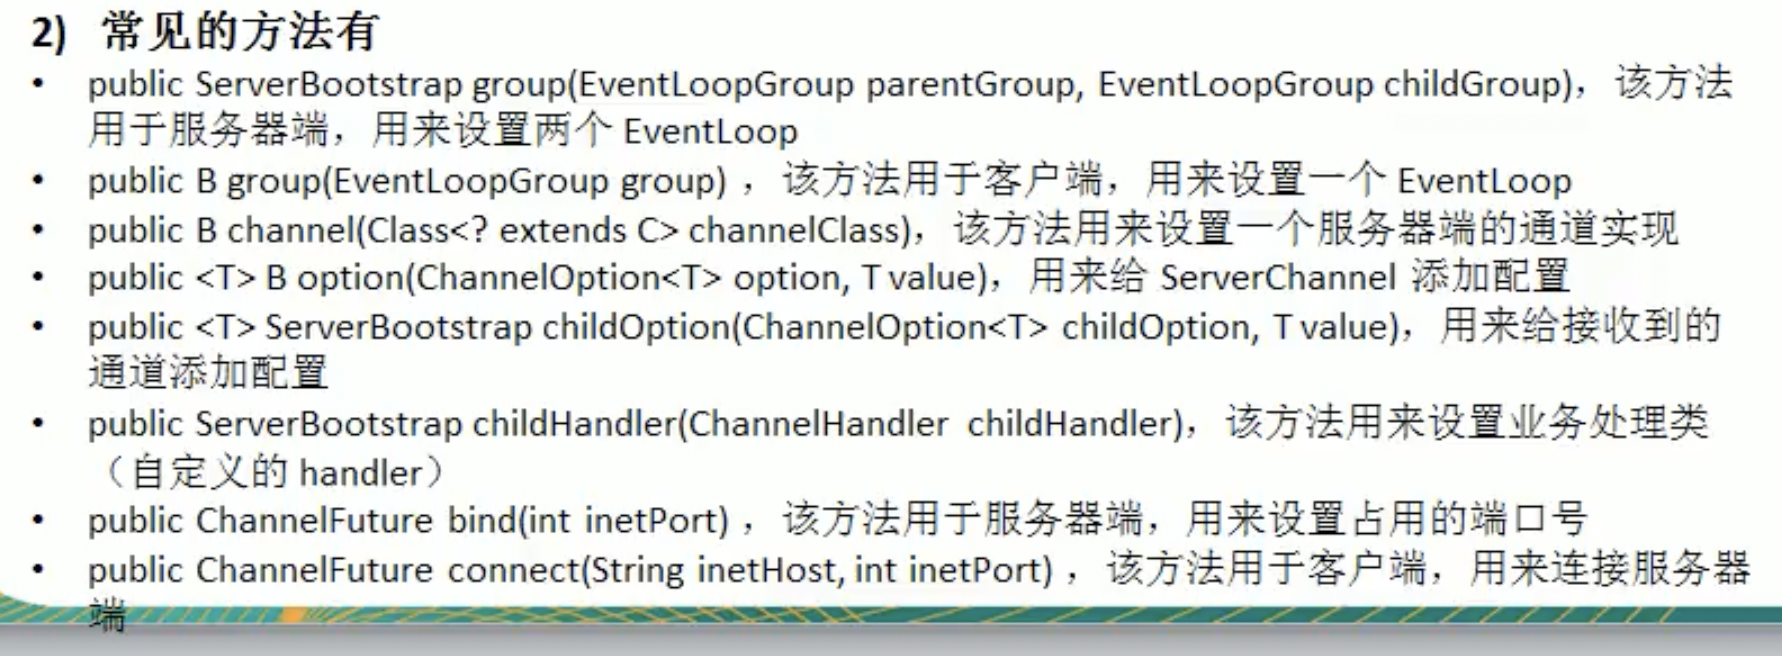 2) 常见的方法有
• public ServerBootstrap group(EventLoopGroup parentGroup, EventLoopGroup childGroup)，该方法
用于服务器端，用来设置两个 EventLoop
• public B group(EventLoopGroup group) ，该方法用于客户端，用来设置一个 EventLoop
• public B channel(Class<? extends C> channelClass)，该方法用来设置一个服务器端的通道实现
• public <T> B option(ChannelOption<T> option, T value)，用来给 ServerChannel 添加配置
• public <T> ServerBootstrap childOption(ChannelOption<T> childOption, T value)，用来给接收到的
通道添加配置
• public ServerBootstrap childHandler(ChannelHandler childHandler)，该方法用来设置业务处理类
（自定义的 handler）
• public ChannelFuture bind(int inetPort) ，该方法用于服务器端，用来设置占用的端口号
• public ChannelFuture connect(String inetHost, int inetPort) ，该方法用于客户端，用来连接服务器
端